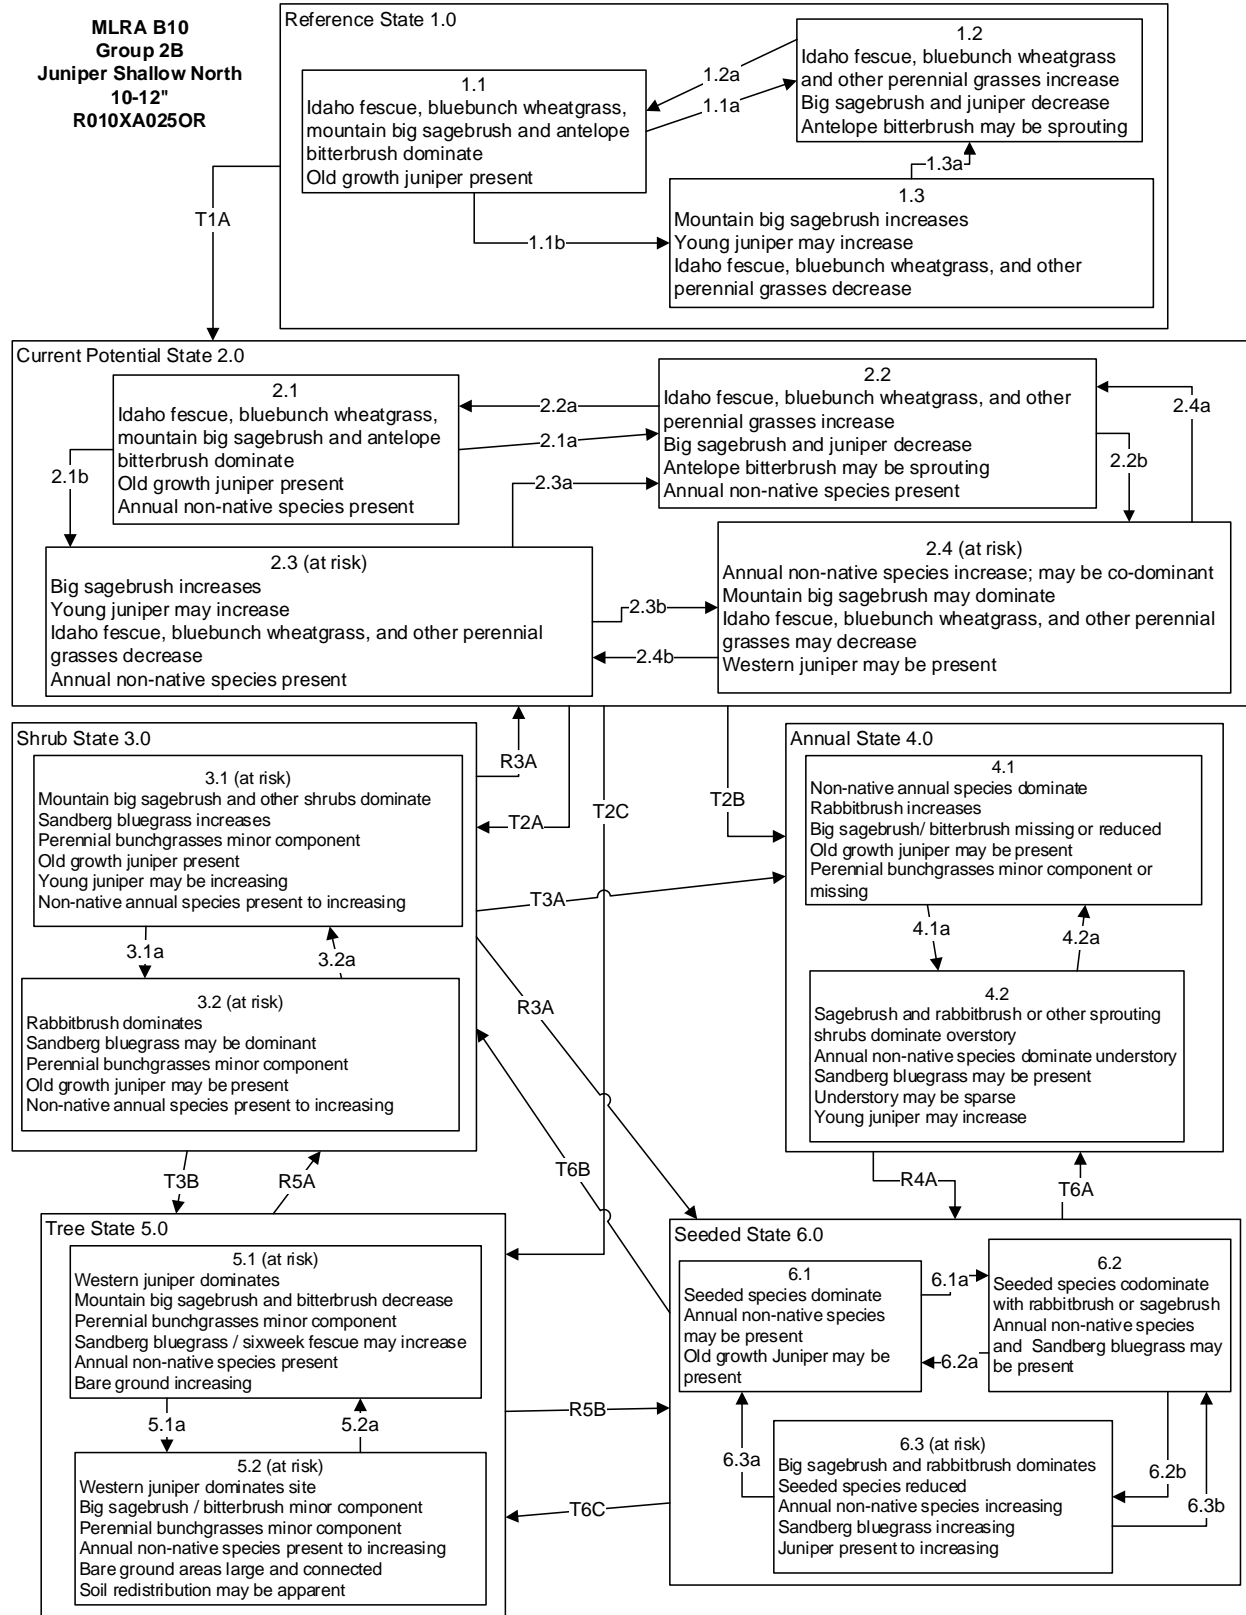 MLRA B10
Group 2B
Juniper Shallow North
10-12"
R010XA025OR
Reference State 1.0
1.1
Idaho fescue, bluebunch wheatgrass,
mountain big sagebrush and antelope
bitterbrush dominate
Old growth juniper present
1.2a
1.1a
1.2
Idaho fescue, bluebunch wheatgrass
and other perennial grasses increase
Big sagebrush and juniper decrease
Antelope bitterbrush may be sprouting
1.3a
1.1b
1.3
Mountain big sagebrush increases
Young juniper may increase
Idaho fescue, bluebunch wheatgrass, and other
perennial grasses decrease
T1A
Current Potential State 2.0
2.1
Idaho fescue, bluebunch wheatgrass,
mountain big sagebrush and antelope
bitterbrush dominate
Old growth juniper present
Annual non-native species present
2.2a
2.1a
2.1b
2.3a
2.2
Idaho fescue, bluebunch wheatgrass, and other
perennial grasses increase
Big sagebrush and juniper decrease
Antelope bitterbrush may be sprouting
Annual non-native species present
2.4a
2.2b
2.3 (at risk)
Big sagebrush increases
Young juniper may increase
Idaho fescue, bluebunch wheatgrass, and other perennial
grasses decrease
Annual non-native species present
2.3b
2.4b
2.4 (at risk)
Annual non-native species increase; may be co-dominant
Mountain big sagebrush may dominate
Idaho fescue, bluebunch wheatgrass, and other perennial
grasses may decrease
Western juniper may be present
Shrub State 3.0
3.1 (at risk)
Mountain big sagebrush and other shrubs dominate
Sandberg bluegrass increases
Perennial bunchgrasses minor component
Old growth juniper present
Young juniper may be increasing
Non-native annual species present to increasing
3.1a
3.2a
3.2 (at risk)
Rabbitbrush dominates
Sandberg bluegrass may be dominant
Perennial bunchgrasses minor component
Old growth juniper may be present
Non-native annual species present to increasing
R3A
T2A
T2C
T2B
T3A
R3A
T6B
Annual State 4.0
4.1
Non-native annual species dominate
Rabbitbrush increases
Big sagebrush/ bitterbrush missing or reduced
Old growth juniper may be present
Perennial bunchgrasses minor component or
missing
4.1a
4.2a
4.2
Sagebrush and rabbitbrush or other sprouting
shrubs dominate overstory
Annual non-native species dominate understory
Sandberg bluegrass may be present
Understory may be sparse
Young juniper may increase
T3B
R5A
R4A
T6A
Tree State 5.0
5.1 (at risk)
Western juniper dominates
Mountain big sagebrush and bitterbrush decrease
Perennial bunchgrasses minor component
Sandberg bluegrass / sixweek fescue may increase
Annual non-native species present
Bare ground increasing
5.1a
5.2a
5.2 (at risk)
Western juniper dominates site
Big sagebrush / bitterbrush minor component
Perennial bunchgrasses minor component
Annual non-native species present to increasing
Bare ground areas large and connected
Soil redistribution may be apparent
R5B
T6C
Seeded State 6.0
6.1
Seeded species dominate
Annual non-native species
may be present
Old growth Juniper may be
present
6.1a
6.2a
6.2
Seeded species codominate
with rabbitbrush or sagebrush
Annual non-native species
and Sandberg bluegrass may
be present
6.3a
6.2b
6.3b
6.3 (at risk)
Big sagebrush and rabbitbrush dominates
Seeded species reduced
Annual non-native species increasing
Sandberg bluegrass increasing
Juniper present to increasing